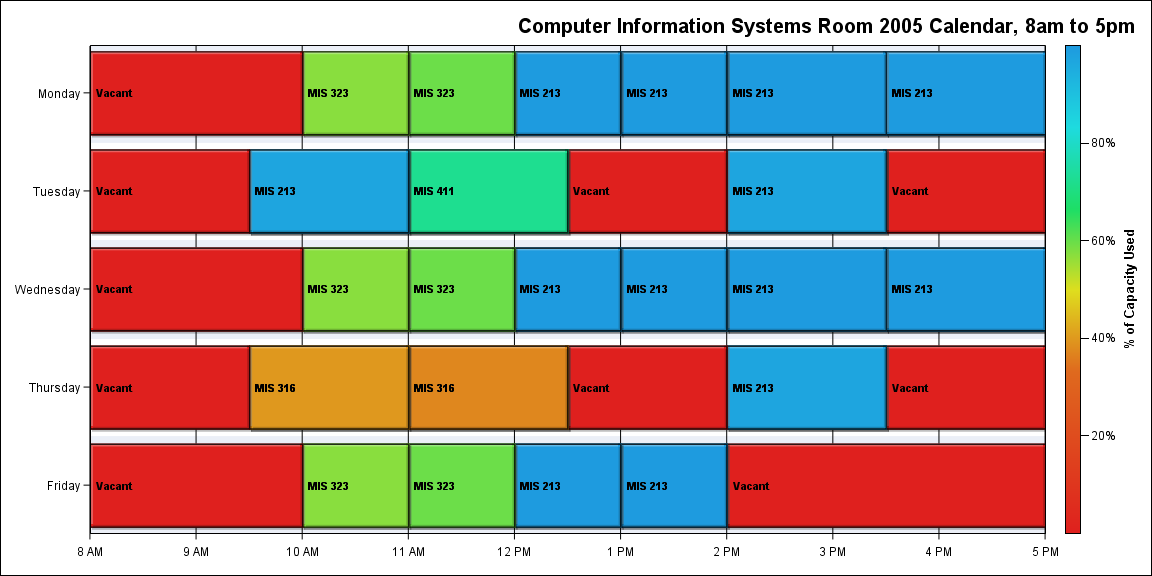 Computer Information Systems Room 2005 Calendar, 8am to 5pm
Monday
Vacant
MIS 323
MIS 323
MIS 213
MIS 213
MIS 213
MIS 213
Tuesday
Vacant
MIS 213
MIS 411
Vacant
MIS 213
Vacant
Wednesday
Vacant
MIS 323
MIS 323
MIS 213
MIS 213
MIS 213
MIS 213
Thursday
Vacant
MIS 316
MIS 316
Vacant
MIS 213
Vacant
Friday
Vacant
MIS 323
MIS 323
MIS 213
MIS 213
Vacant
8 AM
9 AM
10 AM
11 AM
12 PM
1 PM
2 PM
3 PM
4 PM
5 PM
80%
60%
40%
20%
% of Capacity Used